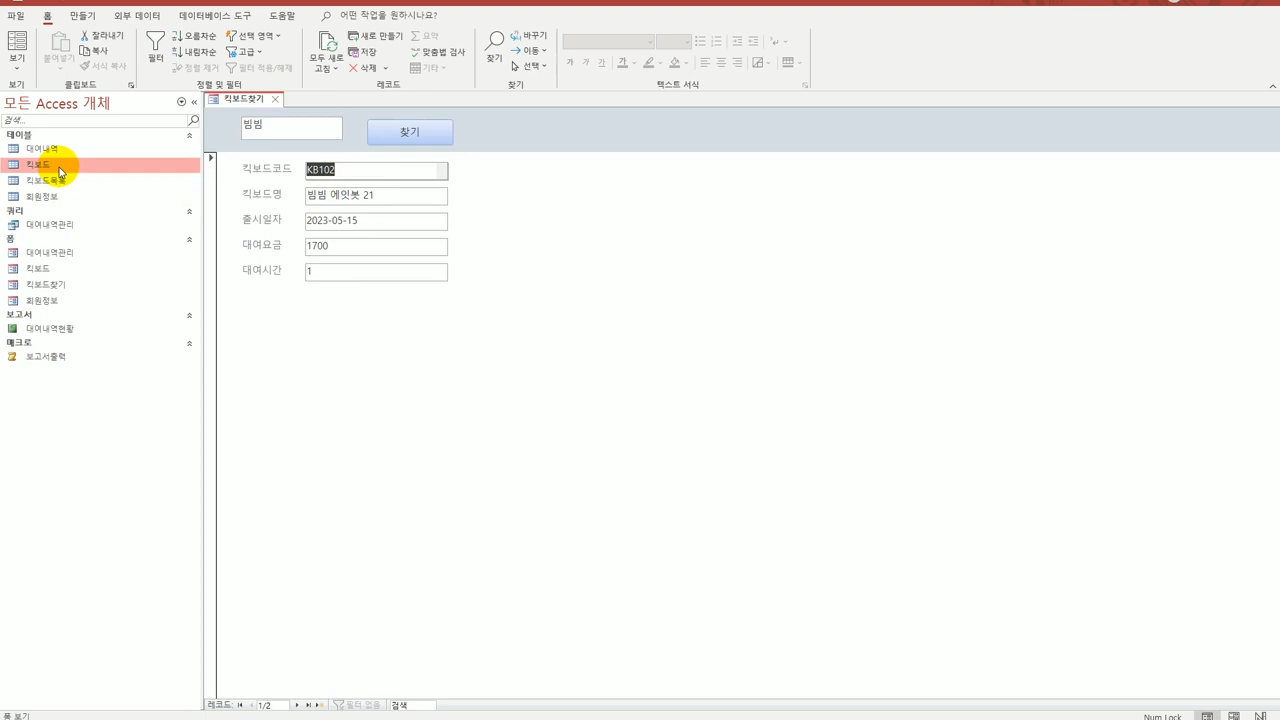 파일 홈 만들기 외부 데이터 데이터베이스 도구 도움말 어떤 작업을 원하시나요?
보기
붙여넣기
잘라내기
복사
서식 복사
필터
오름차순
내림차순
정렬 제거
선택 영역
고급
필터 적용/해제
모두 새로
고침
새로 만들기
저장
삭제
요약
맞춤법 검사
기타
찾기
바꾸기
이동
선택
가 가 가
보기 클립보드 정렬 및 필터 레코드 찾기 텍스트 서식
모든 Access 개체
검색...
테이블
대여내역
킥보드
킥보드목록
회원정보
쿼리
대여내역관리
폼
대여내역관리
킥보드
킥보드찾기
회원정보
보고서
대여내역현황
매크로
보고서출력
킥보드찾기
빔빔 찾기
킥보드코드 KB102
킥보드명 빔빔 에잇봇 21
출시일자 2023-05-15
대여요금 1700
대여시간 1
레코드: 1/2 필터 없음 검색
폼 보기 Num Lock